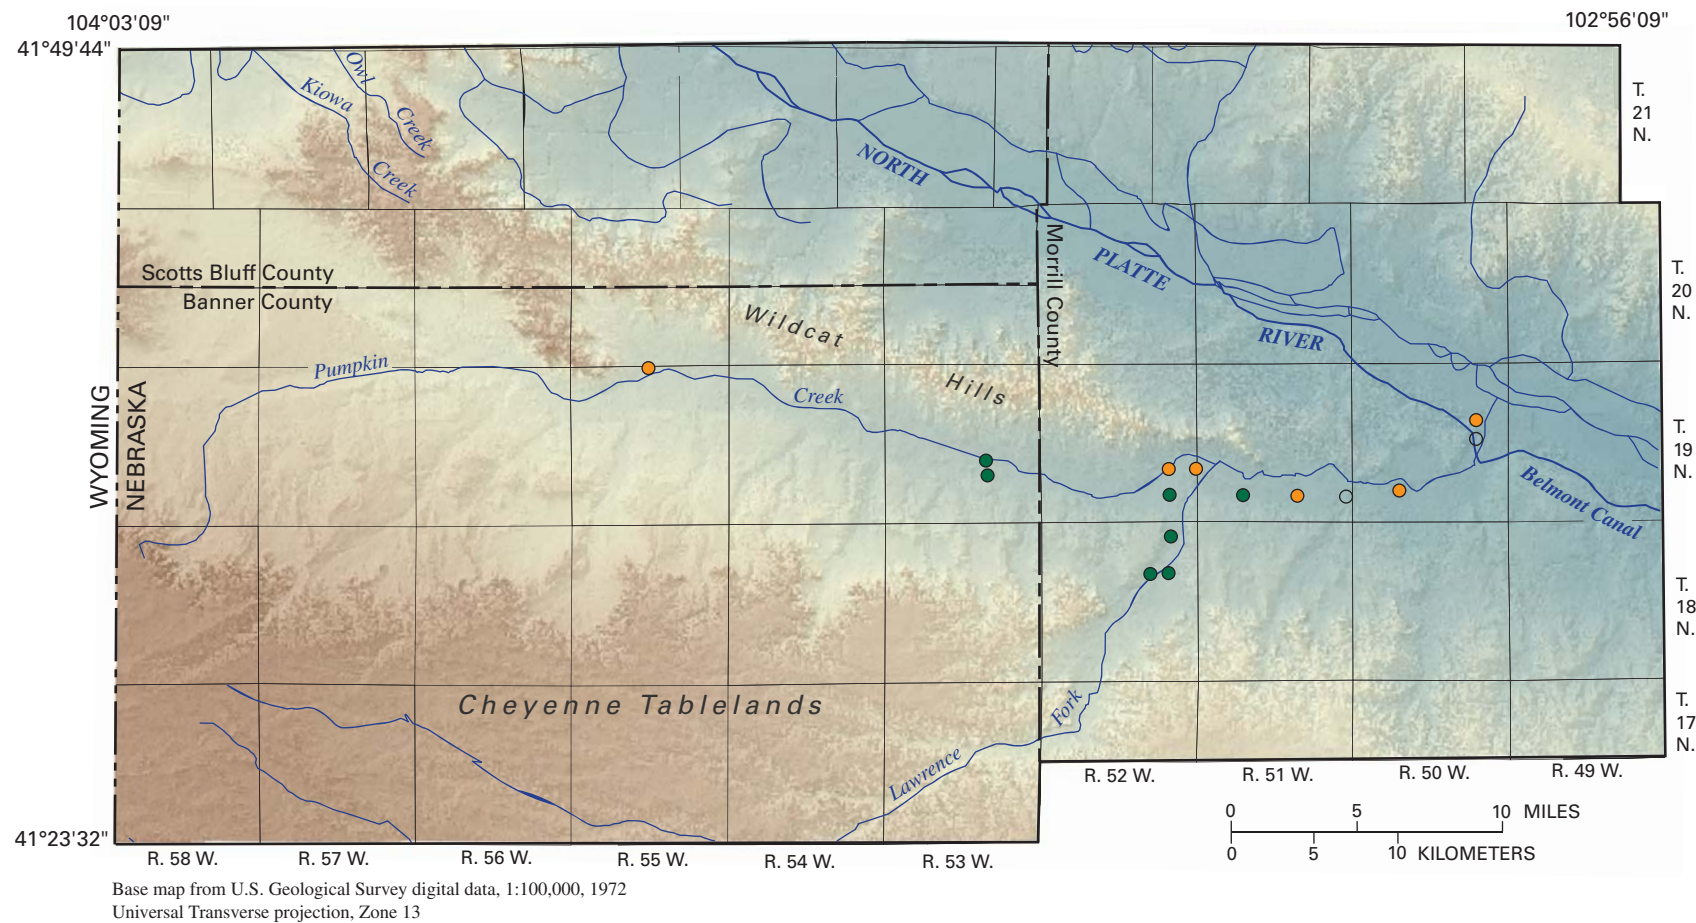 104°03'09"
102°56'09"
41°49'44"
Owl
Creek
Kiowa
Creek
T.
21
N.
NORTH
PLATTE
RIVER
Morrill County
Scotts Bluff County
Banner County
T.
20
N.
Wildcat
Hills
Pumpkin
Creek
WYOMING
NEBRASKA
T.
19
N.
Belmont Canal
T.
18
N.
Cheyenne Tablelands
Lawrence
Fork
T.
17
N.
R. 52 W.
R. 51 W.
R. 50 W.
R. 49 W.
41°23'32"
R. 58 W.
R. 57 W.
R. 56 W.
R. 55 W.
R. 54 W.
R. 53 W.
0 5 10 MILES
0 5 10 KILOMETERS
Base map from U.S. Geological Survey digital data, 1:100,000, 1972
Universal Transverse projection, Zone 13